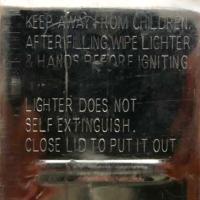 KEEP AWAY FROM CHILDREN.
AFTER FILLING, WIPE LIGHTER
& HANDS BEFORE IGNITING.
LIGHTER DOES NOT
SELF EXTINGUISH.
CLOSE LID TO PUT IT OUT